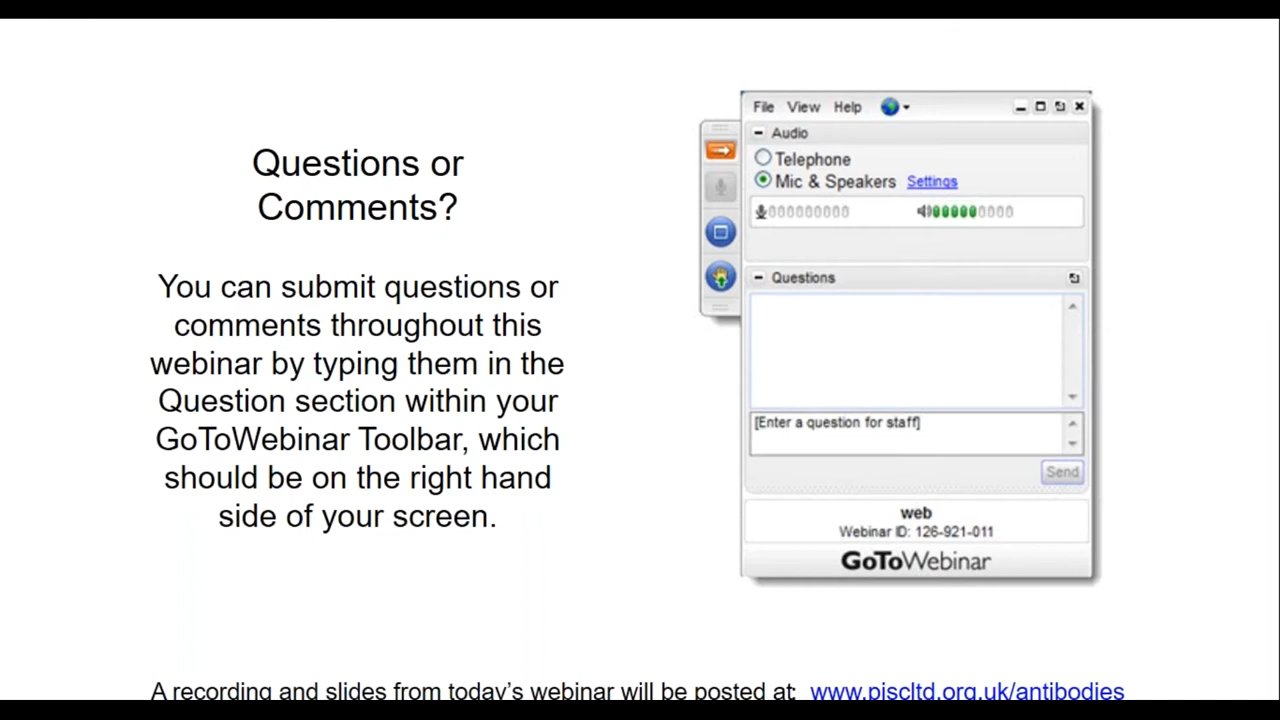 Questions or
Comments?
You can submit questions or
comments throughout this
webinar by typing them in the
Question section within your
GoToWebinar Toolbar, which
should be on the right hand
side of your screen.
File View Help
Audio
Telephone
Mic & Speakers Settings
Questions
[Enter a question for staff]
Send
web
Webinar ID: 126-921-011
GoToWebinar
A recording and slides from today’s webinar will be posted at: www.piscltd.org.uk/antibodies